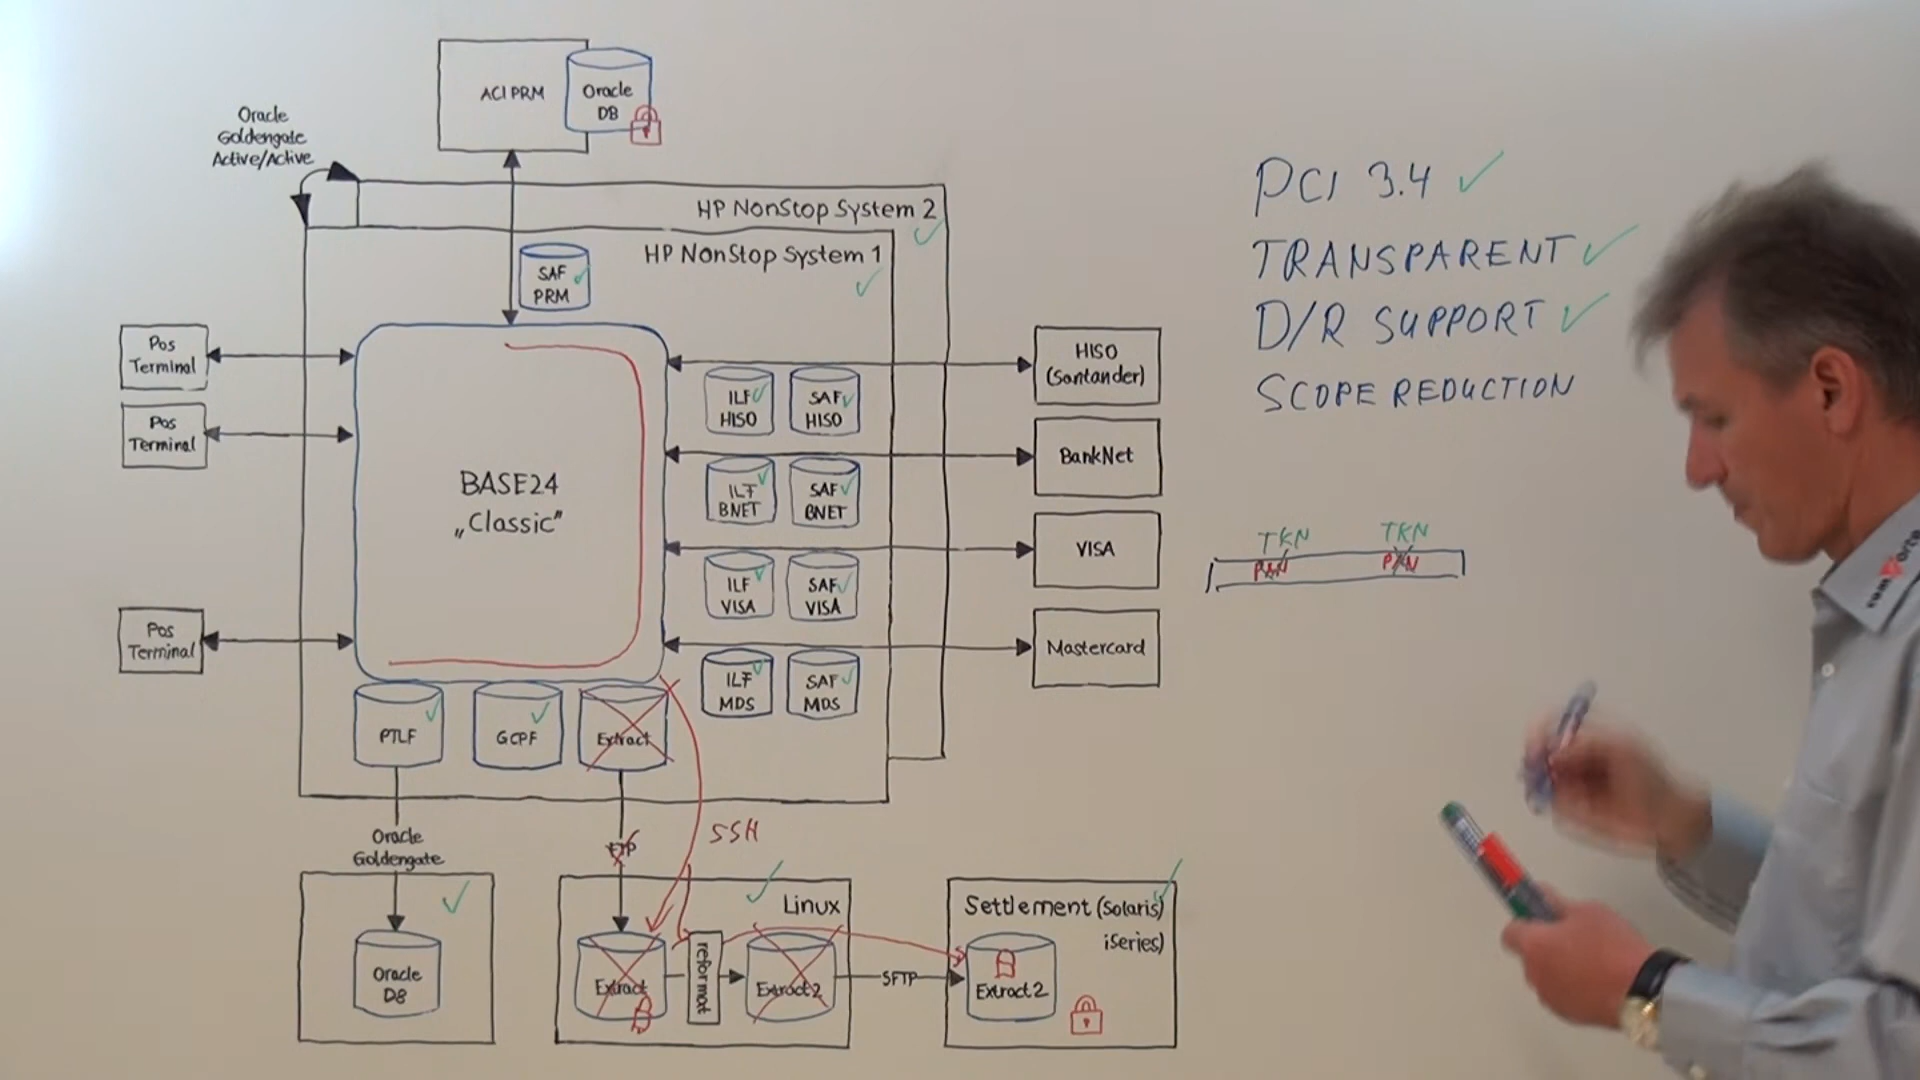 ACI PRM
Oracle
DB
Oracle
Goldengate
Active/Active
HP NonStop System 2
HP NonStop System 1
SAF
PRM
Pos
Terminal
Pos
Terminal
Pos
Terminal
BASE24
„Classic”
ILF
HISO
SAF
HISO
ILF
BNET
SAF
BNET
ILF
VISA
SAF
VISA
ILF
MDS
SAF
MDS
HISO
(Santander)
BankNet
VISA
Mastercard
PTLF
GCPF
Extract
Oracle
Goldengate
FTP
SSH
Oracle
DB
Linux
Extract
reformat
Extract2
SFTP
Settlement (Solaris)
iSeries)
Extract2
PCI 3.4
TRANSPARENT
D/R SUPPORT
SCOPE REDUCTION
TKN TKN
PAN PAN